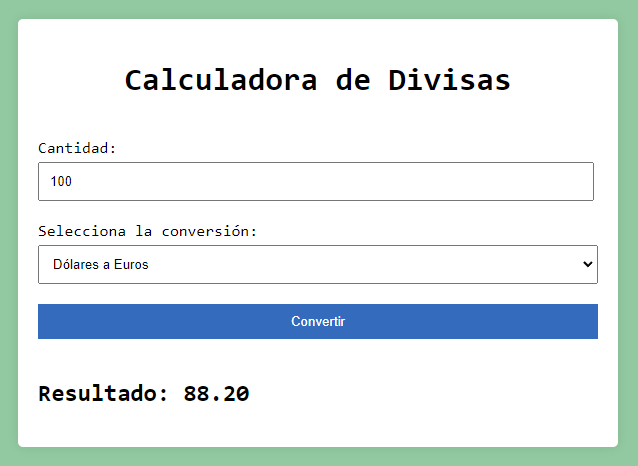 Calculadora de Divisas
Cantidad:
100
Selecciona la conversión:
Dólares a Euros
Convertir
Resultado: 88.20